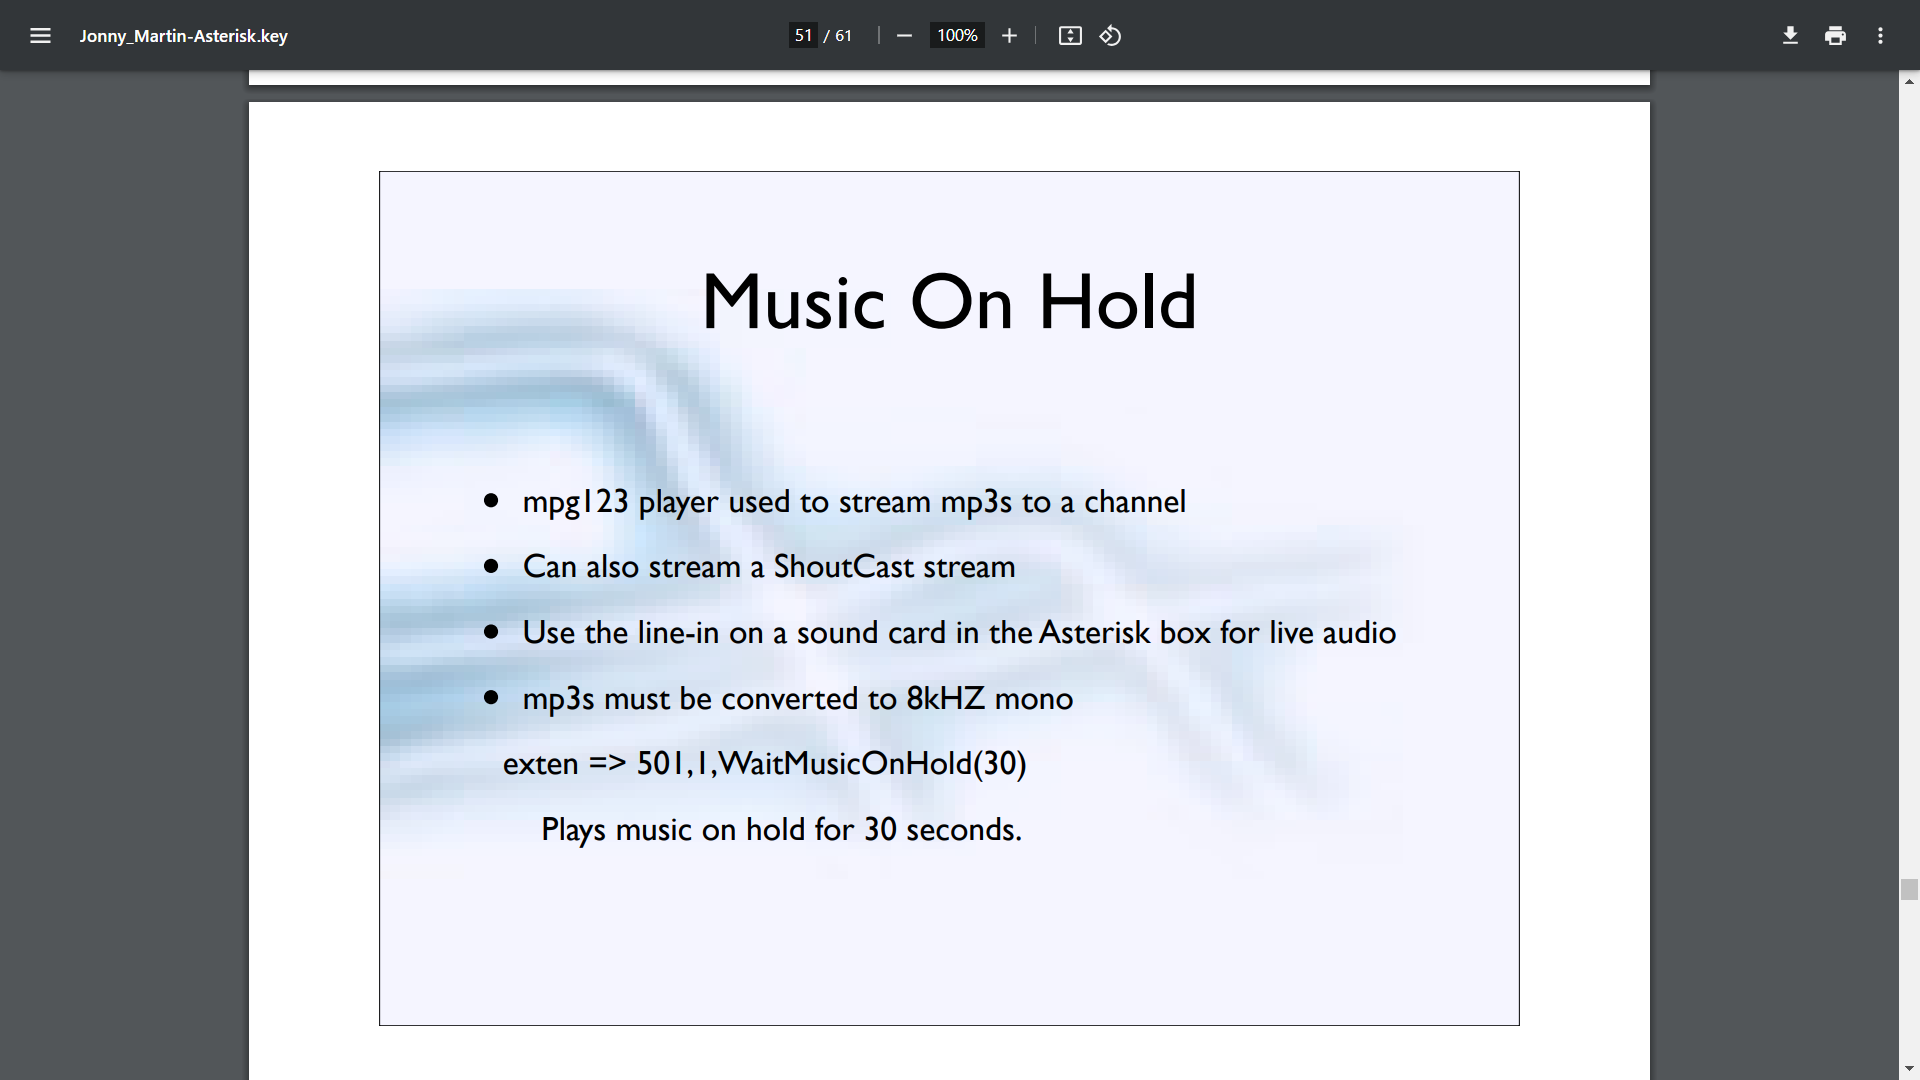 Jonny_Martin-Asterisk.key
51 / 61
100%
Music On Hold
• mpg123 player used to stream mp3s to a channel
• Can also stream a ShoutCast stream
• Use the line-in on a sound card in the Asterisk box for live audio
• mp3s must be converted to 8kHZ mono
exten => 501,1,WaitMusicOnHold(30)
Plays music on hold for 30 seconds.